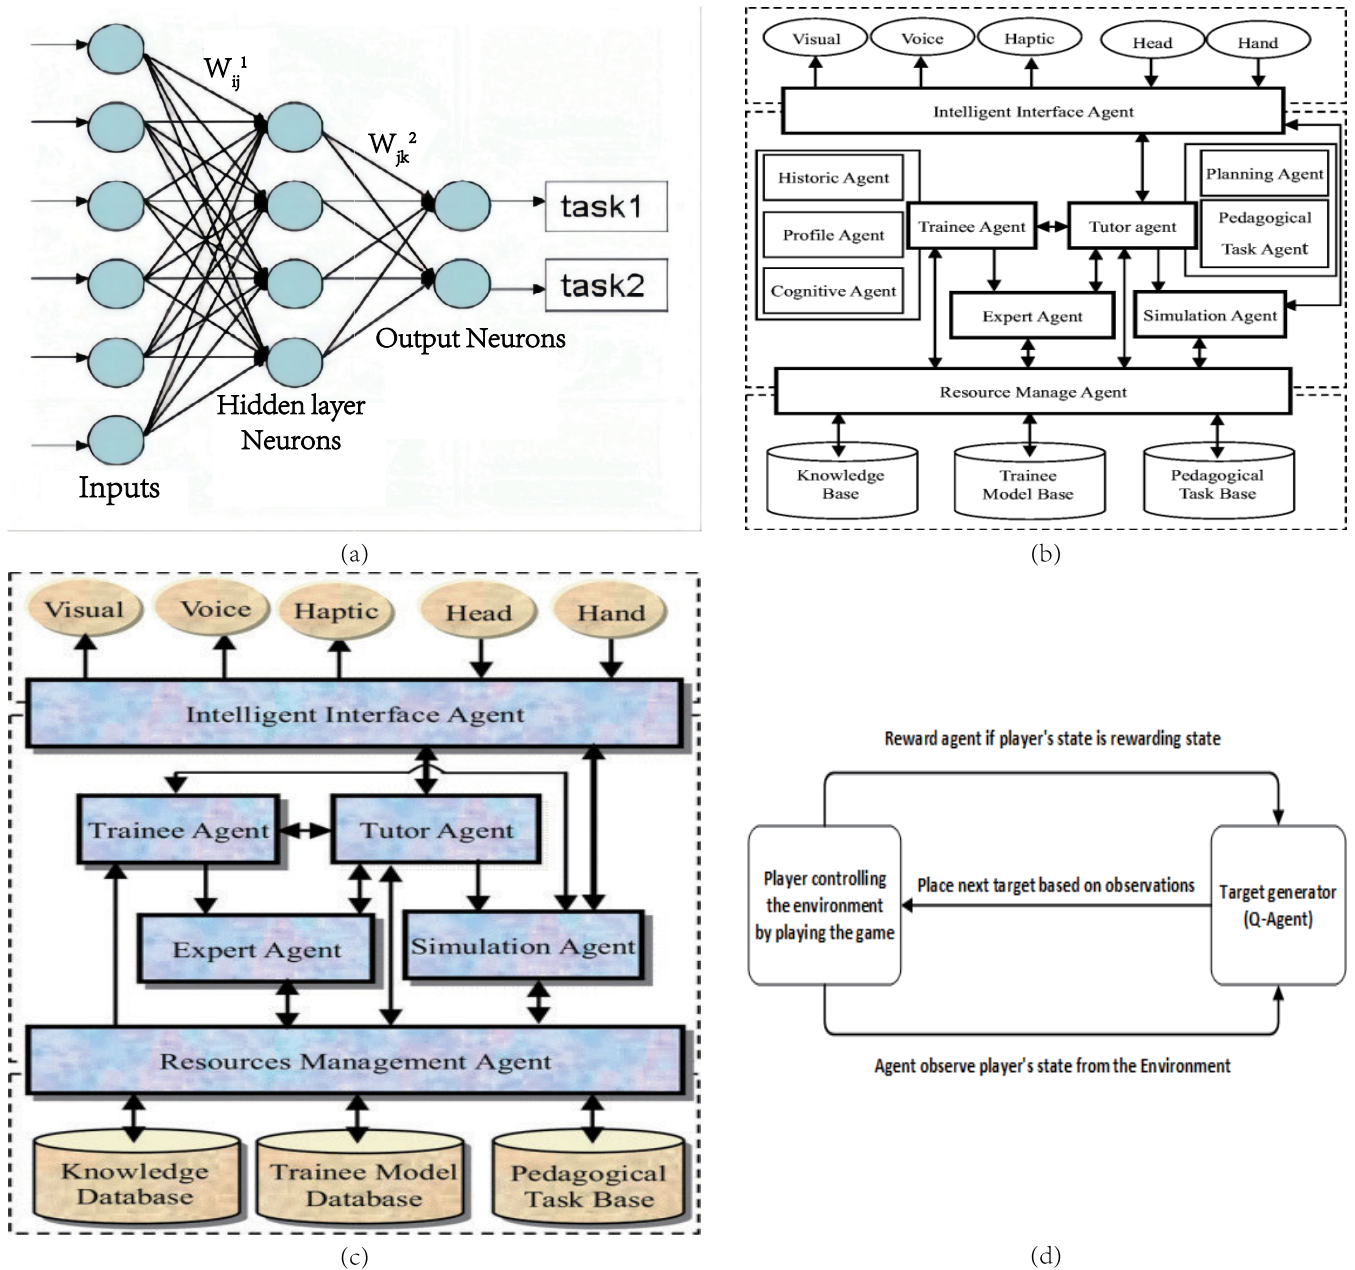 W ij 1
W jk 2
task1
task2
Output Neurons
Hidden layer
Neurons
Inputs
(a)
Visual
Voice
Haptic
Head
Hand
Intelligent Interface Agent
Historic Agent
Profile Agent
Cognitive Agent
Trainee Agent
Tutor agent
Planning Agent
Pedagogical
Task Agent
Expert Agent
Simulation Agent
Resource Manage Agent
Knowledge
Base
Trainee
Model Base
Pedagogical
Task Base
(b)
Visual
Voice
Haptic
Head
Hand
Intelligent Interface Agent
Trainee Agent
Tutor Agent
Expert Agent
Simulation Agent
Resources Management Agent
Knowledge
Database
Trainee Model
Database
Pedagogical
Task Base
(c)
Reward agent if player's state is rewarding state
Player controlling
the environment
by playing the game
Place next target based on observations
Target generator
(Q-Agent)
Agent observe player's state from the Environment
(d)